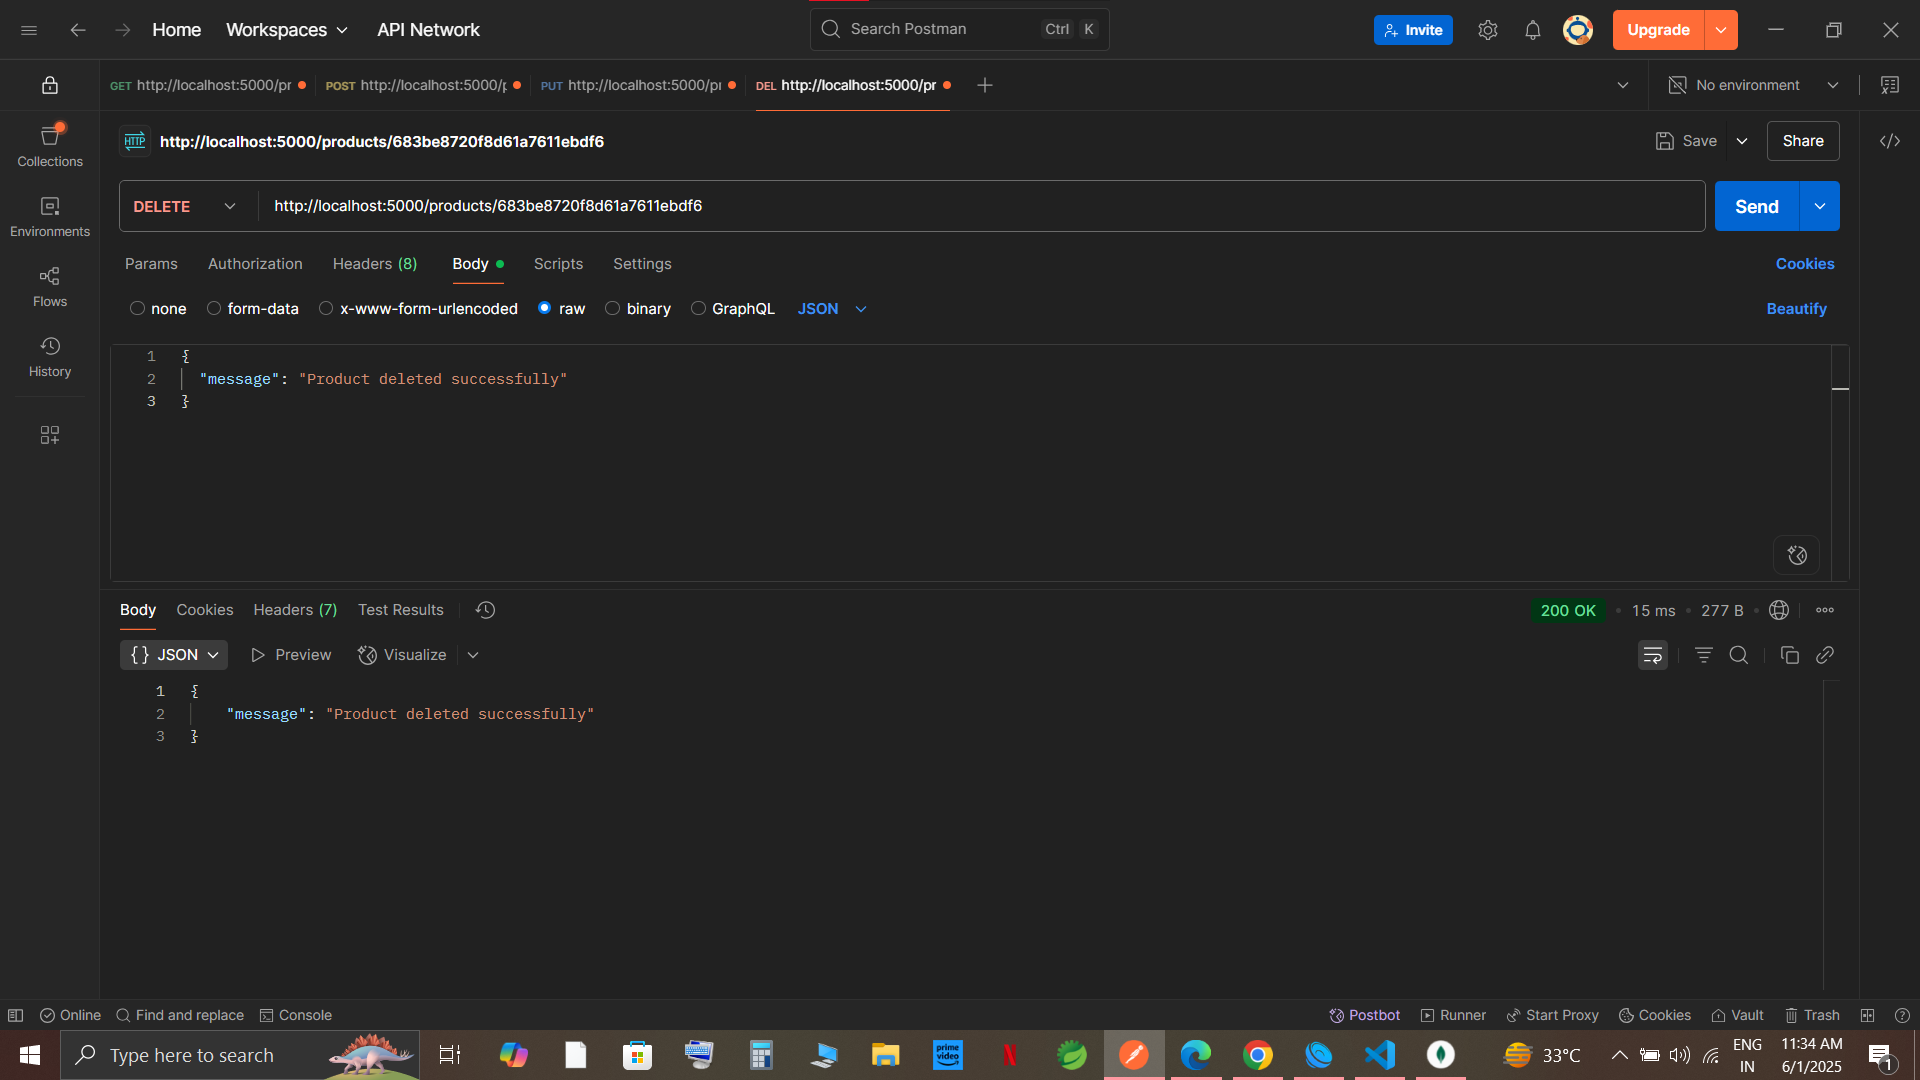 Home Workspaces API Network Search Postman Ctrl K Invite Upgrade
GET http://localhost:5000/pr POST http://localhost:5000/p PUT http://localhost:5000/pr DEL http://localhost:5000/pr No environment
HTTP http://localhost:5000/products/683be8720f8d61a7611ebdf6 Save Share
Collections
Environments
Flows
History
DELETE http://localhost:5000/products/683be8720f8d61a7611ebdf6 Send
Params Authorization Headers (8) Body Scripts Settings Cookies
none form-data x-www-form-urlencoded raw binary GraphQL JSON Beautify
1 {
2 "message": "Product deleted successfully"
3 }
Body Cookies Headers (7) Test Results 200 OK • 15 ms • 277 B
{} JSON Preview Visualize
1 {
2 "message": "Product deleted successfully"
3 }
Online Find and replace Console Postbot Runner Start Proxy Cookies Vault Trash
Type here to search prime video N 33°C ENG IN 11:34 AM 6/1/2025 1